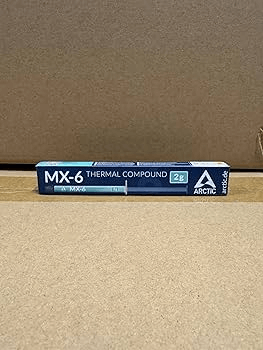 MX-6 THERMAL COMPOUND 2g
MX-6
ARCTIC
arctic.de